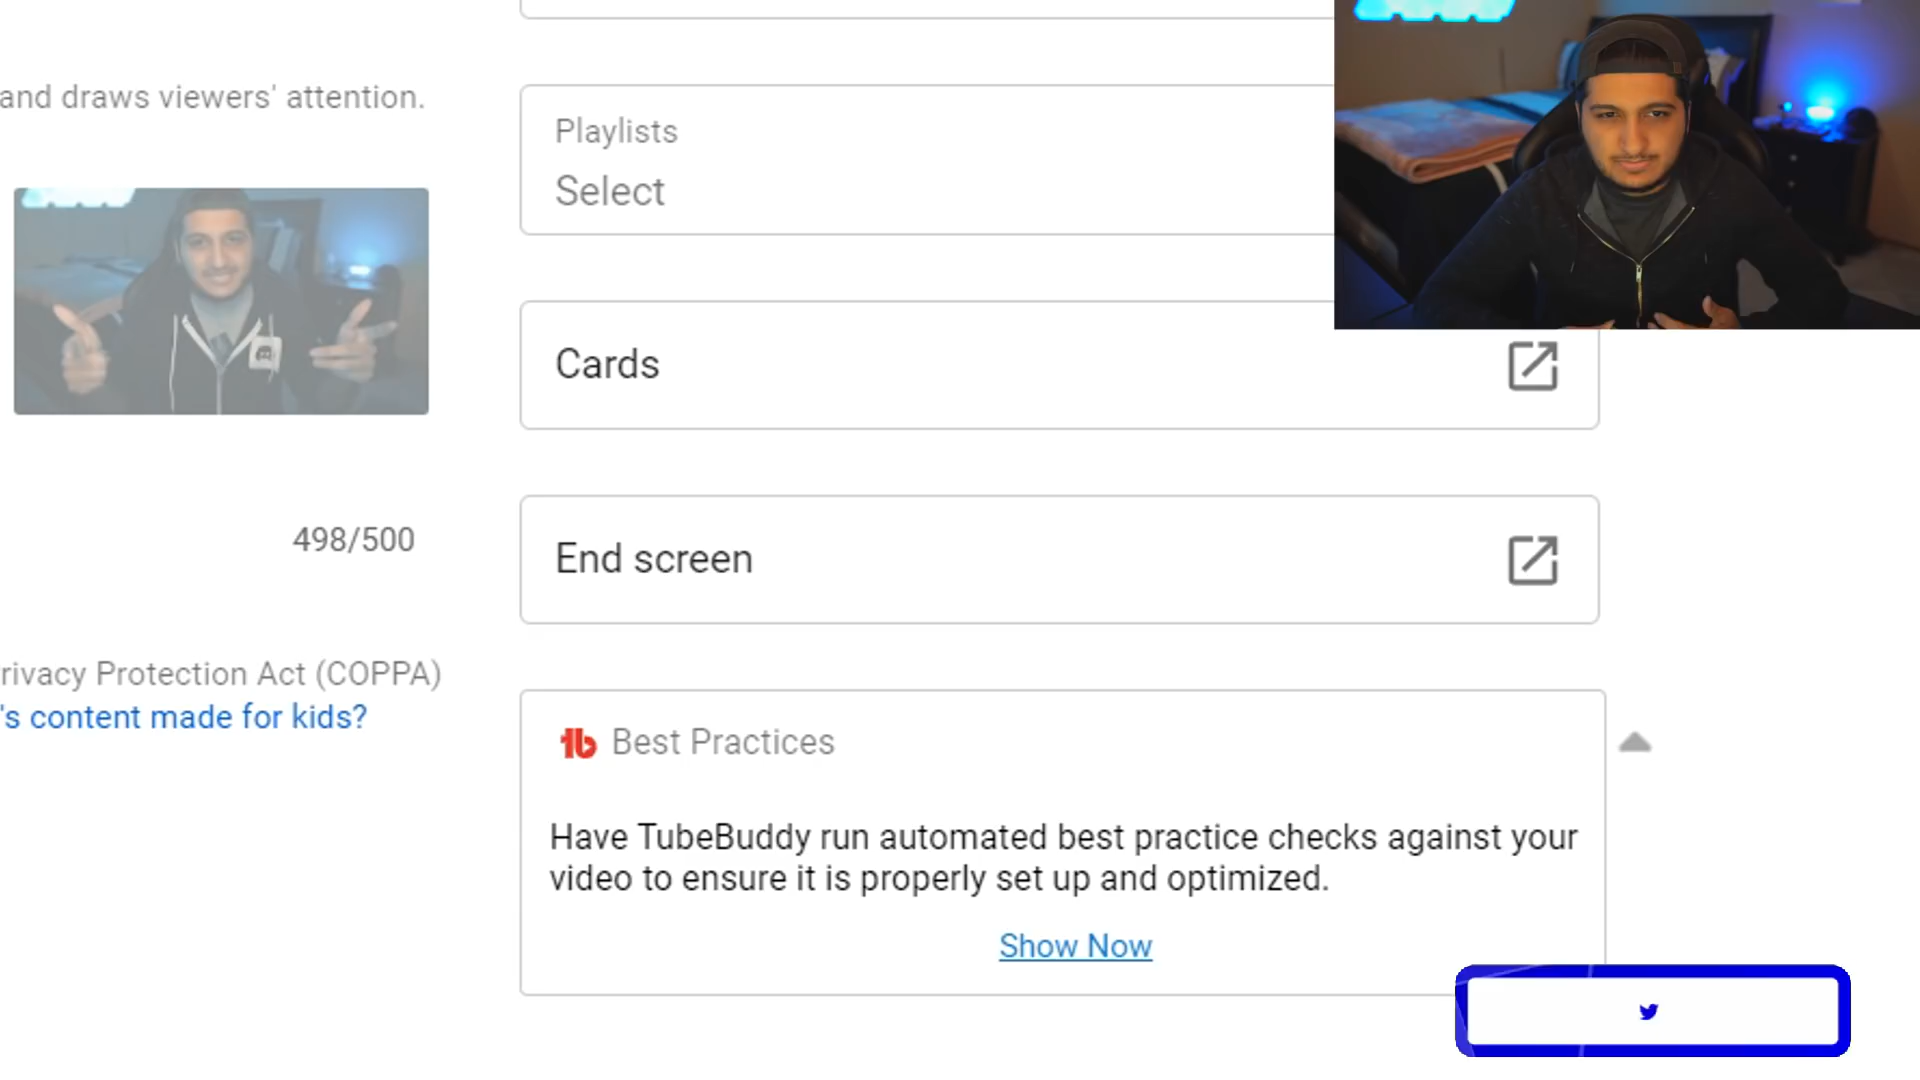 and draws viewers' attention.
Playlists
Select
Cards
498/500
End screen
rivacy Protection Act (COPPA)
's content made for kids?
Best Practices
Have TubeBuddy run automated best practice checks against your
video to ensure it is properly set up and optimized.
Show Now